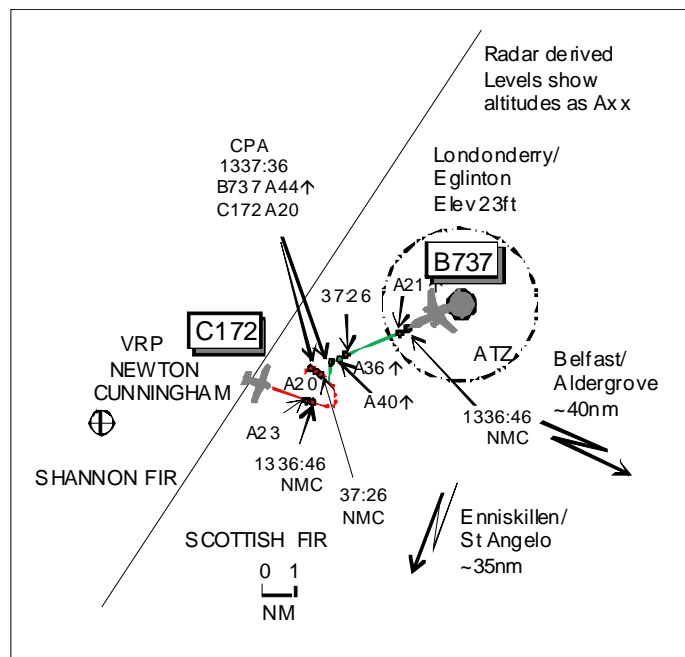 Radar derived
Levels show
altitudes as Axx
CPA
1337:36
B737 A44↑
C172 A20
Londonderry/
Eglinton
Elev 23ft
B737
A21↑
3726
C172
VRP
NEWTON
CUNNINGHAM
ATZ
A36↑
A20
A40↑
Belfast/
Aldergrove
~40nm
A23
1336:46
NMC
1336:46
NMC
37:26
NMC
SHANNON FIR
SCOTTISH FIR
Enniskillen/
St Angelo
~35nm
0 1
NM